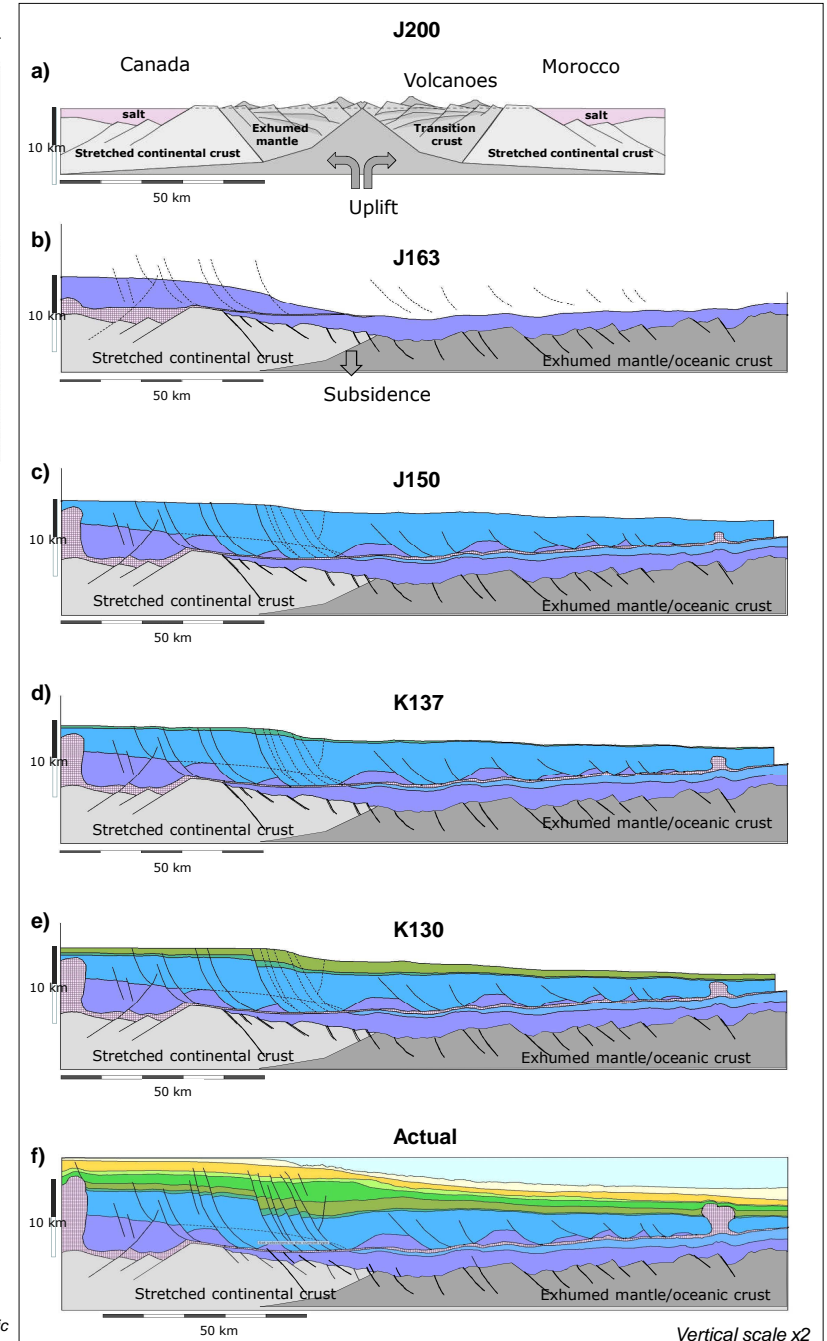 J200
Canada
Morocco
a)
Volcanoes
salt
salt
Exhumed
mantle
Transition
crust
10 km
Stretched continental crust
Stretched continental crust
50 km
Uplift
b)
J163
10 km
Stretched continental crust
Exhumed mantle/oceanic crust
50 km
Subsidence
c)
J150
10 km
Stretched continental crust
Exhumed mantle/oceanic crust
50 km
d)
K137
10 km
Stretched continental crust
Exhumed mantle/oceanic crust
50 km
e)
K130
10 km
Stretched continental crust
Exhumed mantle/oceanic crust
50 km
Actual
f)
10 km
Stretched continental crust
Exhumed mantle/oceanic crust
50 km
Vertical scale x2
ic